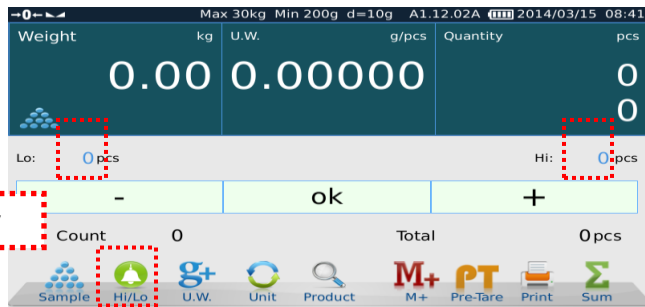 →0← Max 30kg Min 200g d=10g A1.12.02A 2014/03/15 08:41
Weight kg U.W. g/pcs Quantity pcs
0.00 0.00000 0
0
Lo: 0 pcs Hi: 0 pcs
- ok +
Count 0 Total 0 pcs
g+ M+ PT Σ
Sample Hi/Lo U.W. Unit Product M+ Pre-Tare Print Sum